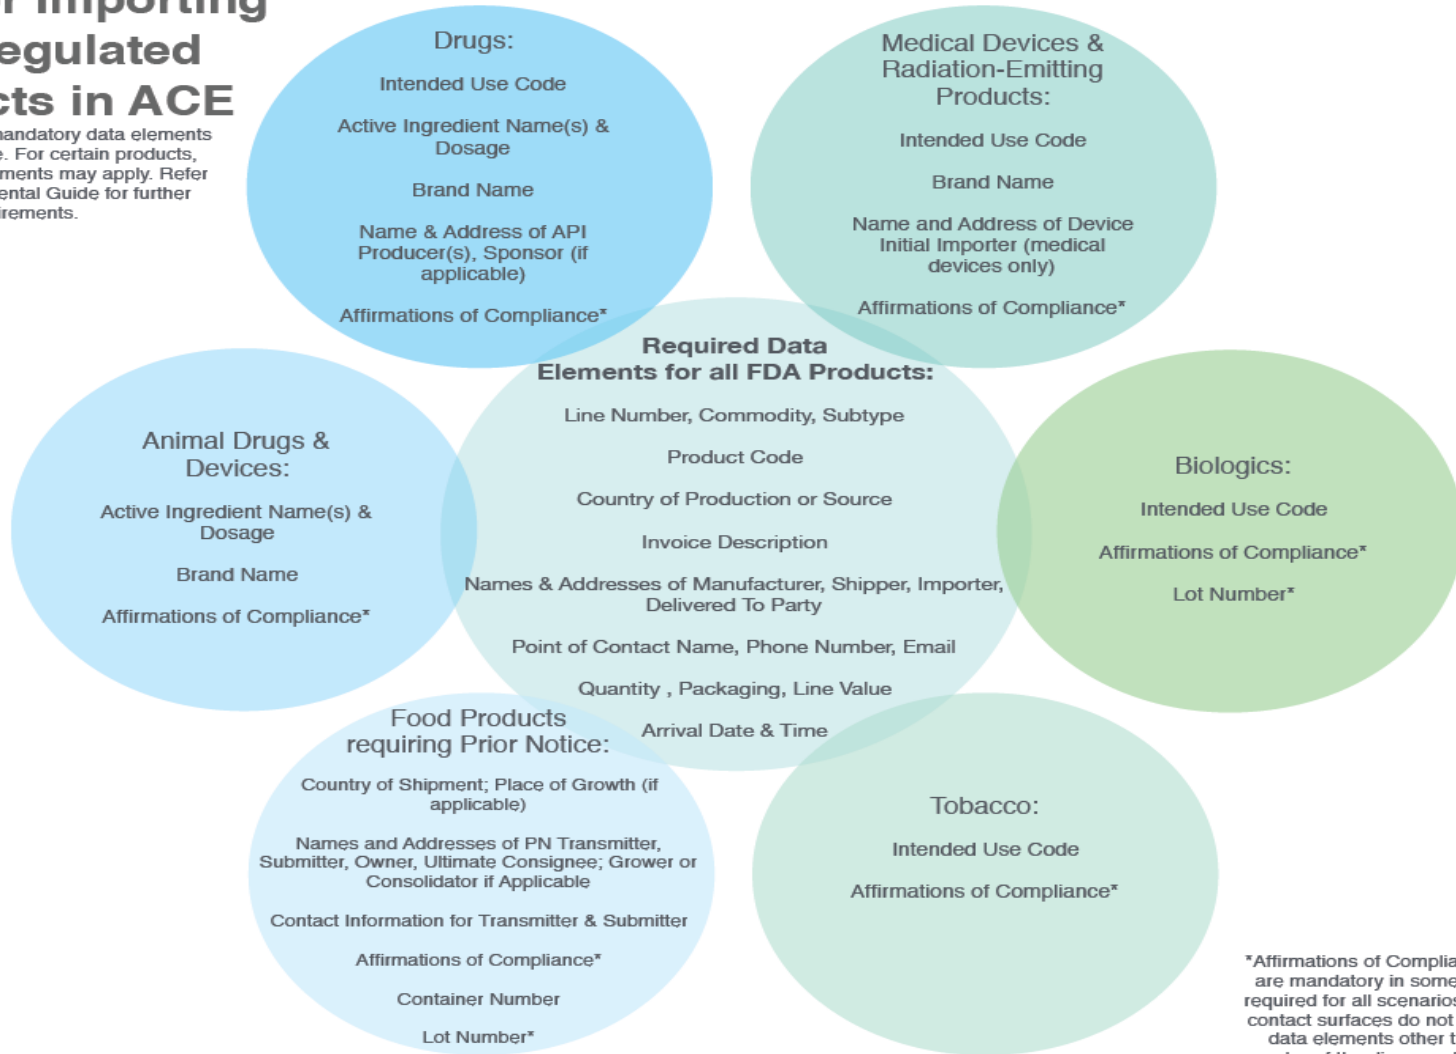 Importing
egulated
cts in ACE
mandatory data elements
e. For certain products,
ments may apply. Refer
ental Guide for further
irements.
Drugs:
Intended Use Code
Active Ingredient Name(s) &
Dosage
Brand Name
Name & Address of API
Producer(s), Sponsor (if
applicable)
Affirmations of Compliance*
Medical Devices &
Radiation-Emitting
Products:
Intended Use Code
Brand Name
Name and Address of Device
Initial Importer (medical
devices only)
Affirmations of Compliance*
Required Data
Elements for all FDA Products:
Line Number, Commodity, Subtype
Product Code
Country of Production or Source
Invoice Description
Names & Addresses of Manufacturer, Shipper, Importer,
Delivered To Party
Point of Contact Name, Phone Number, Email
Quantity , Packaging, Line Value
Arrival Date & Time
Animal Drugs &
Devices:
Active Ingredient Name(s) &
Dosage
Brand Name
Affirmations of Compliance*
Biologics:
Intended Use Code
Affirmations of Compliance*
Lot Number*
Food Products
requiring Prior Notice:
Country of Shipment; Place of Growth (if
applicable)
Names and Addresses of PN Transmitter,
Submitter, Owner, Ultimate Consignee; Grower or
Consolidator if Applicable
Contact Information for Transmitter & Submitter
Affirmations of Compliance*
Container Number
Lot Number*
Tobacco:
Intended Use Code
Affirmations of Compliance*
*Affirmations of Complia
are mandatory in some
required for all scenarios
contact surfaces do not
data elements other t